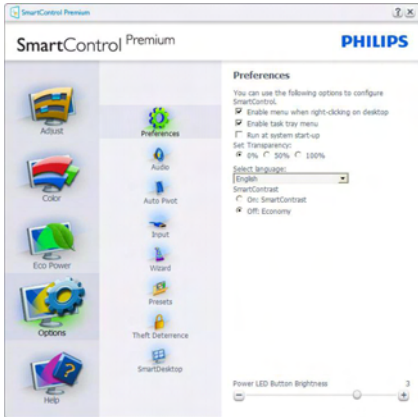 SmartControl Premium
SmartControl Premium
PHILIPS
Adjust
Color
Eco Power
Options
Help
Preferences
Audio
Auto Pivot
Input
Wizard
Presets
Theft Deterrence
SmartDesktop
Preferences
You can use the following options to configure
SmartControl.
Enable menu when right-clicking on desktop
Enable task tray menu
Run at system start-up
Set Transparency:
0% 50% 100%
Select language:
English
SmartContrast
On: SmartContrast
Off: Economy
Power LED Button Brightness 3